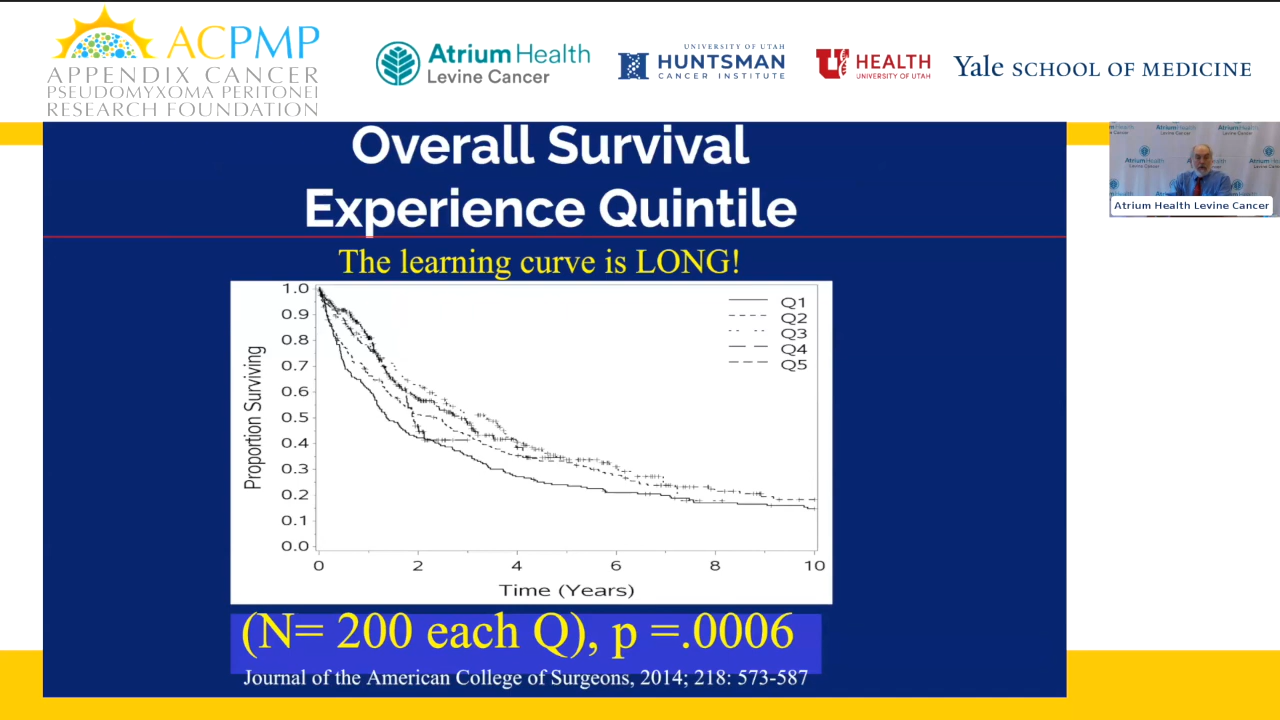 ACPMP
APPENDIX CANCER
PSEUDOMYXOMA PERITONEI
RESEARCH FOUNDATION
Atrium Health
Levine Cancer
UNIVERSITY OF UTAH
HUNTSMAN
CANCER INSTITUTE
U
HEALTH
UNIVERSITY OF UTAH
Yale SCHOOL OF MEDICINE
Overall Survival
Experience Quintile
The learning curve is LONG!
Proportion Surviving
1.0
0.9
0.8
0.7
0.6
0.5
0.4
0.3
0.2
0.1
0.0
Q1
Q2
Q3
Q4
Q5
0 2 4 6 8 10
Time (Years)
(N= 200 each Q), p =.0006
Journal of the American College of Surgeons, 2014; 218: 573-587
AtriumHealth
Levine Cancer
Atrium Health Levine Cancer